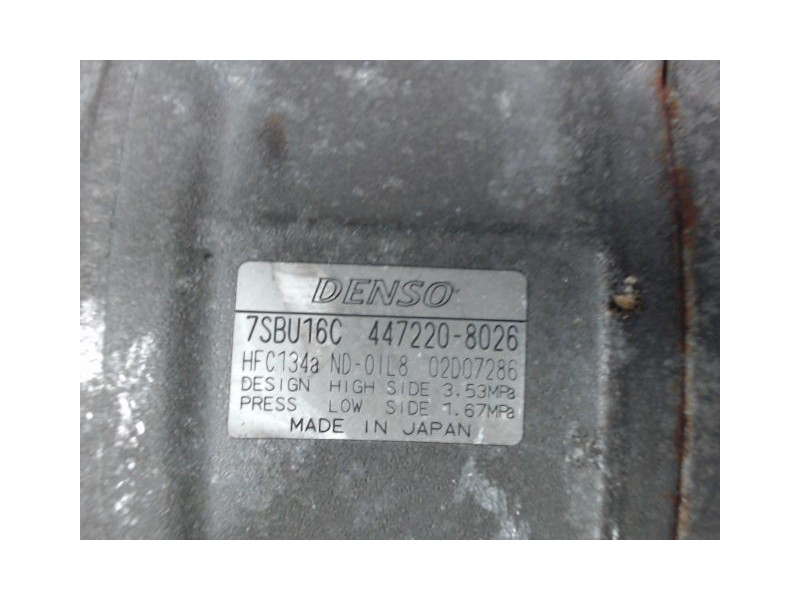 DENSO
7SBU16C 447220-8026
HFC134a ND-OIL8 02D07286
DESIGN HIGH SIDE 3.53MPa
PRESS LOW SIDE 1.67MPa
MADE IN JAPAN